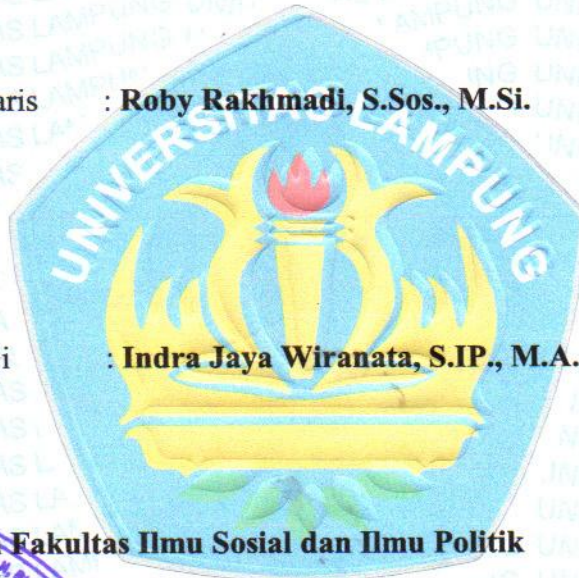 aris : Roby Rakhmadi, S.Sos., M.Si.
UNIVERSITAS LAMPUNG
i : Indra Jaya Wiranata, S.IP., M.A.
Fakultas Ilmu Sosial dan Ilmu Politik